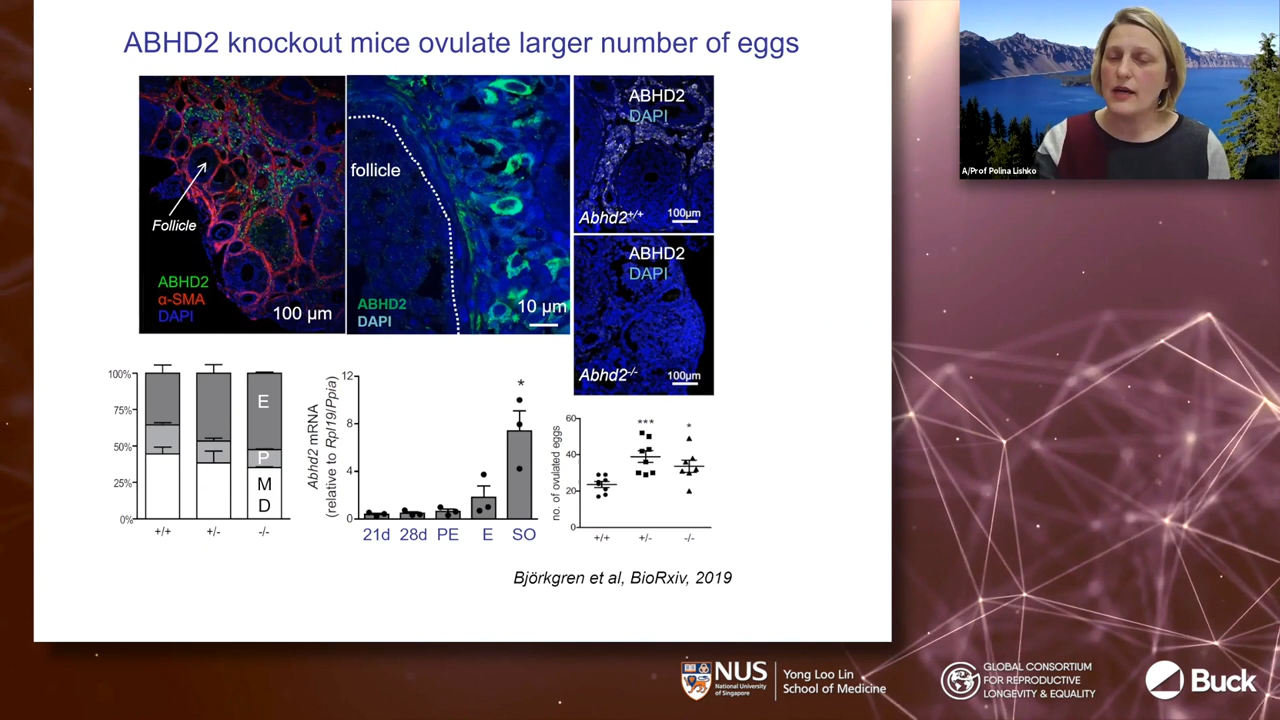 ABHD2 knockout mice ovulate larger number of eggs
Follicle
ABHD2
α-SMA
DAPI
100 µm
follicle
ABHD2
DAPI
10 µm
ABHD2
DAPI
Abhd2+/+
100µm
ABHD2
DAPI
Abhd2-/-
100µm
100%
75%
50%
25%
0%
E
P
M
D
+/+
+/-
-/-
Abhd2 mRNA
(relative to Rpl19/Ppia)
12
8
4
0
*
21d
28d
PE
E
SO
no. of ovulated eggs
60
40
20
0
***
*
+/+
+/-
-/-
Björkgren et al, BioRxiv, 2019
A/Prof Polina Lishko
NUS
National University
of Singapore
Yong Loo Lin
School of Medicine
GLOBAL CONSORTIUM
FOR REPRODUCTIVE
LONGEVITY & EQUALITY
Buck